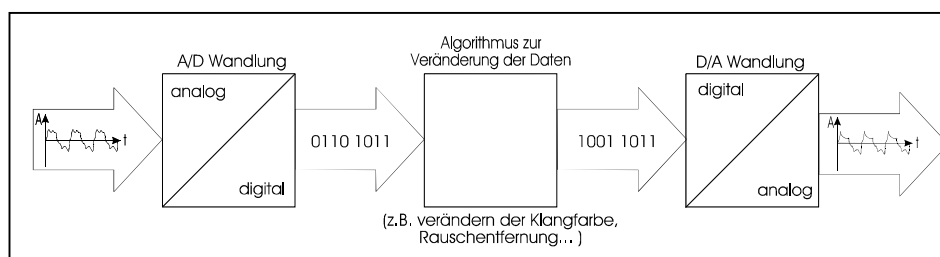 A/D Wandlung
Algorithmus zur
Veränderung der Daten
D/A Wandlung
A
t
analog
digital
0110 1011
1001 1011
digital
analog
A
t
(z.B. verändern der Klangfarbe,
Rauschentfernung... )